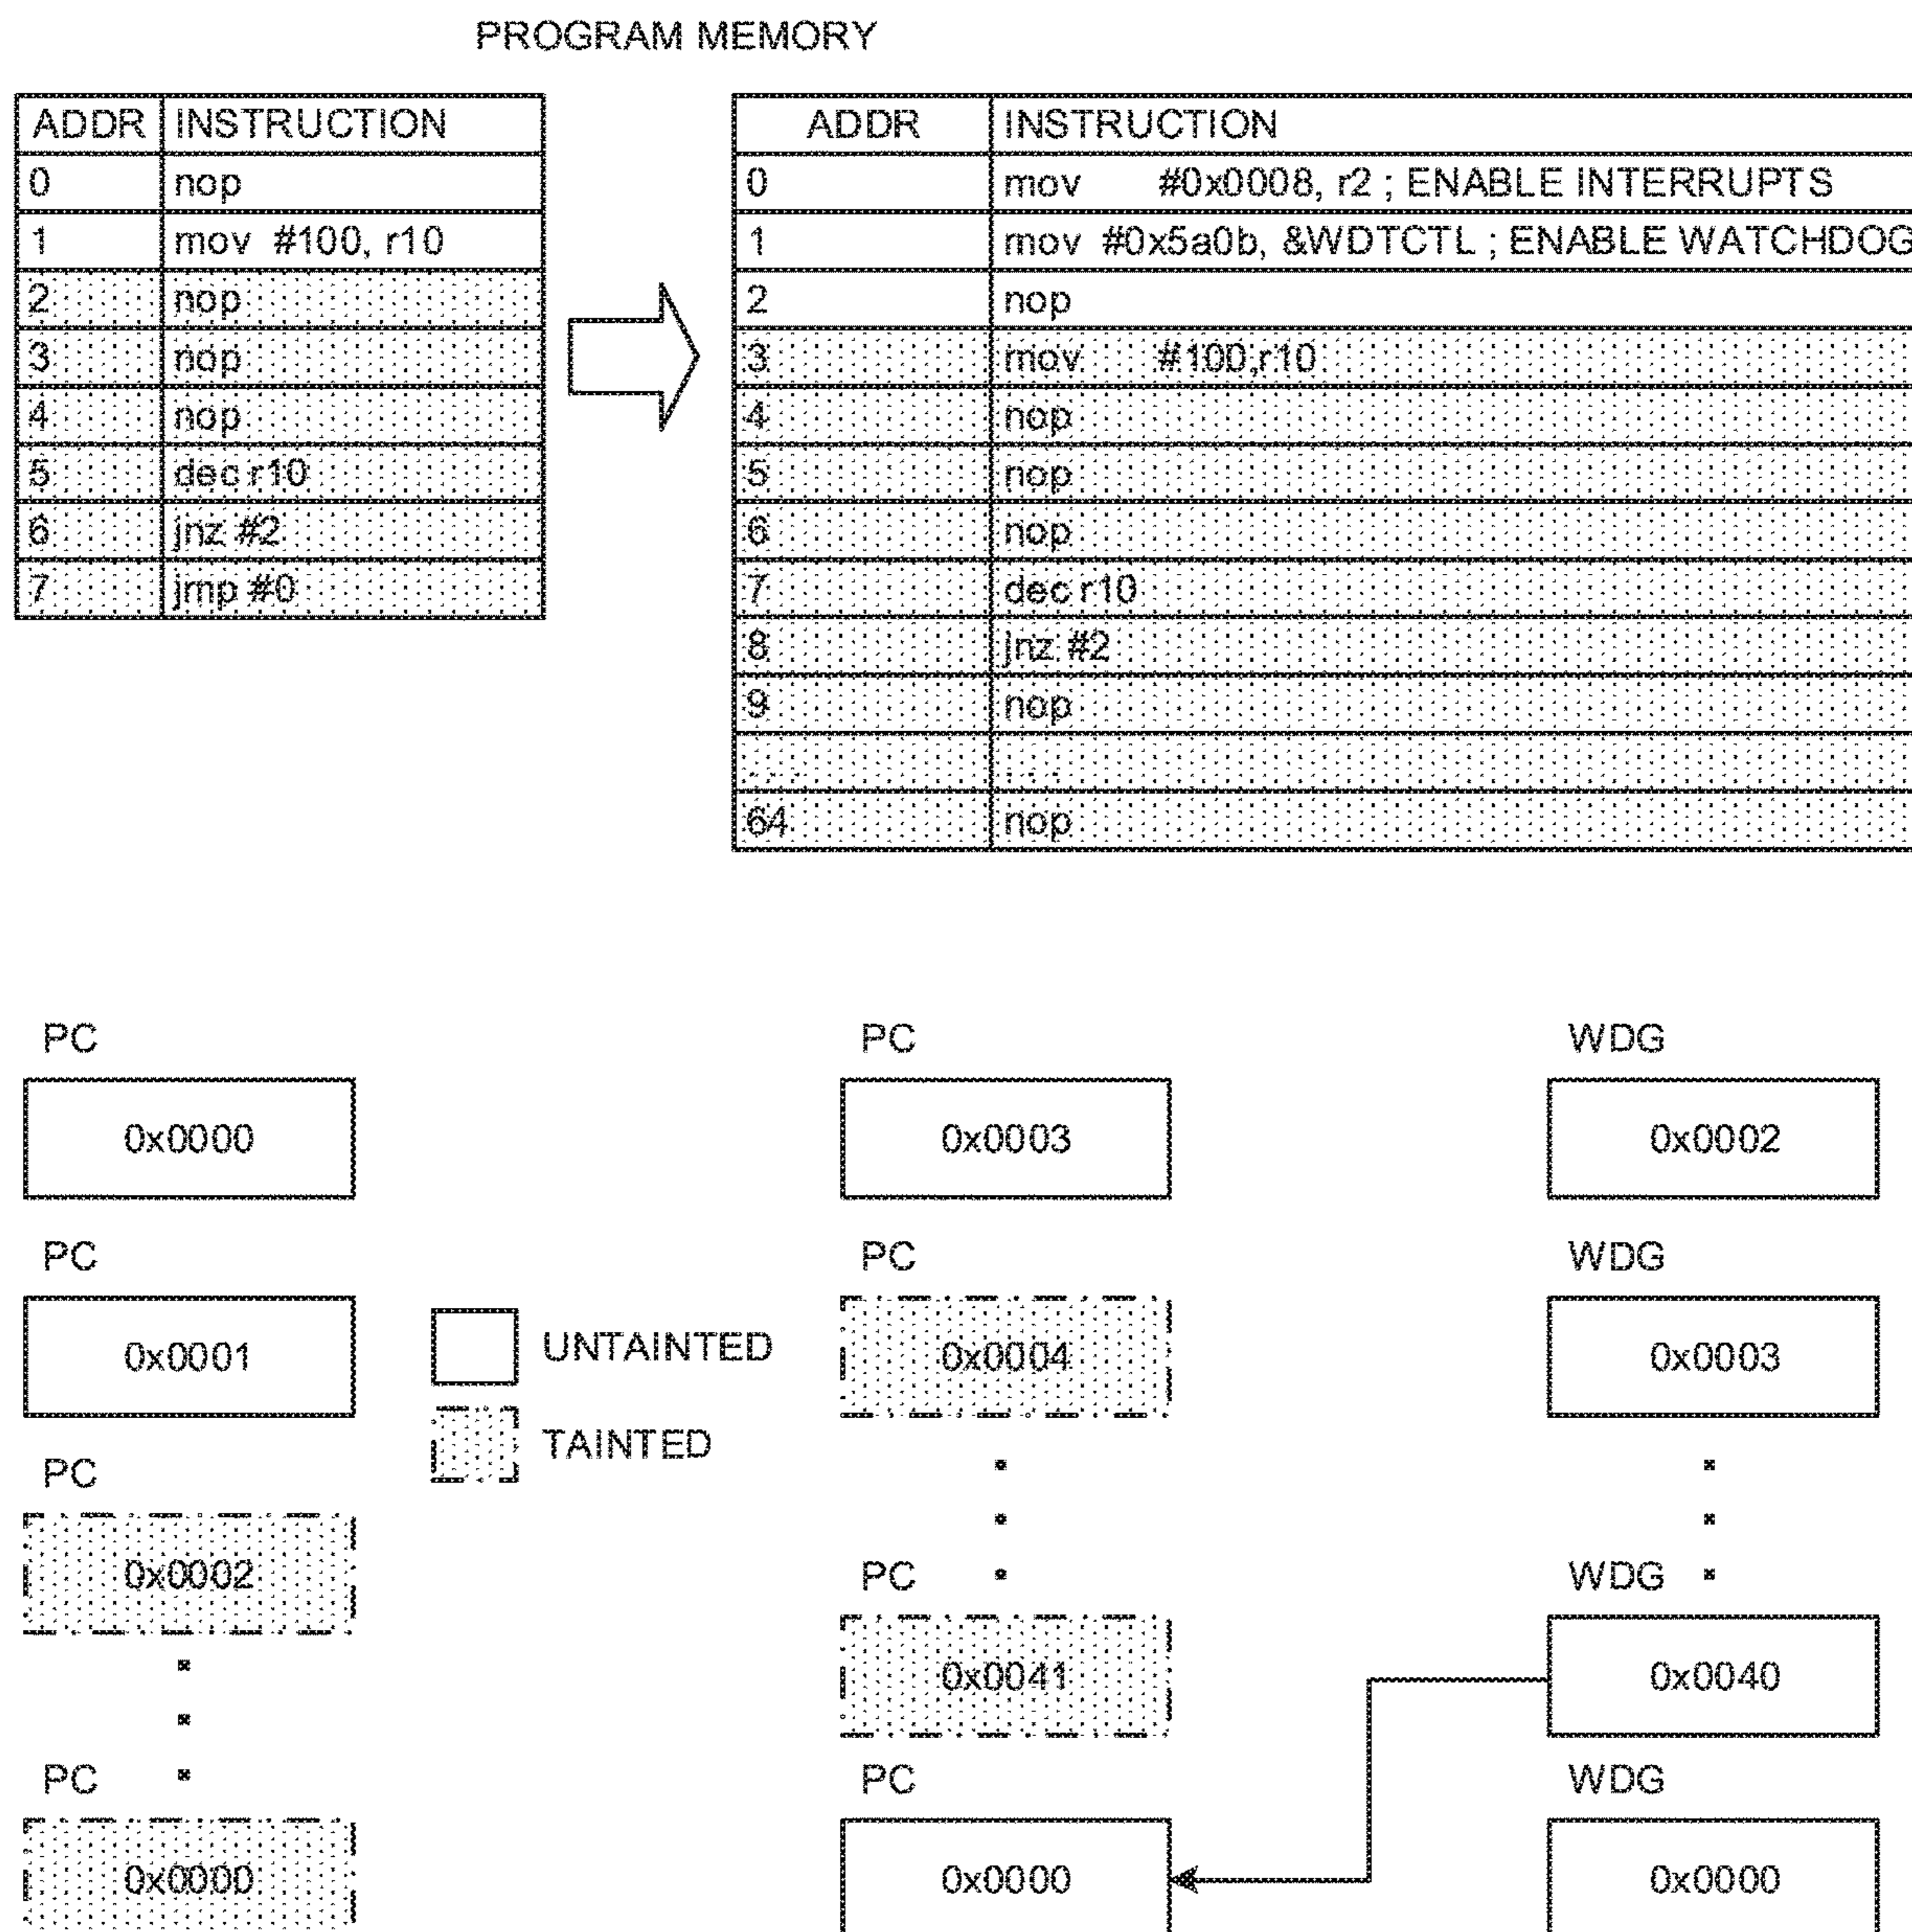 PROGRAM MEMORY
ADDR INSTRUCTION
0 nop
1 mov #100, r10
2 nop
3 nop
4 nop
5 dec r10
6 jnz #2
7 jmp #0
ADDR INSTRUCTION
0 mov #0x0008, r2 ; ENABLE INTERRUPTS
1 mov #0x5a0b, &WDTCTL ; ENABLE WATCHDOG
2 nop
3 mov #100,r10
4 nop
5 nop
6 nop
7 dec r10
8 jnz #2
9 nop
... ...
64 nop
PC
0x0000
PC
0x0001
PC
0x0002
PC
0x0000
UNTAINTED
TAINTED
PC
0x0003
PC
0x0004
PC
0x0041
PC
0x0000
WDG
0x0002
WDG
0x0003
WDG
0x0040
WDG
0x0000